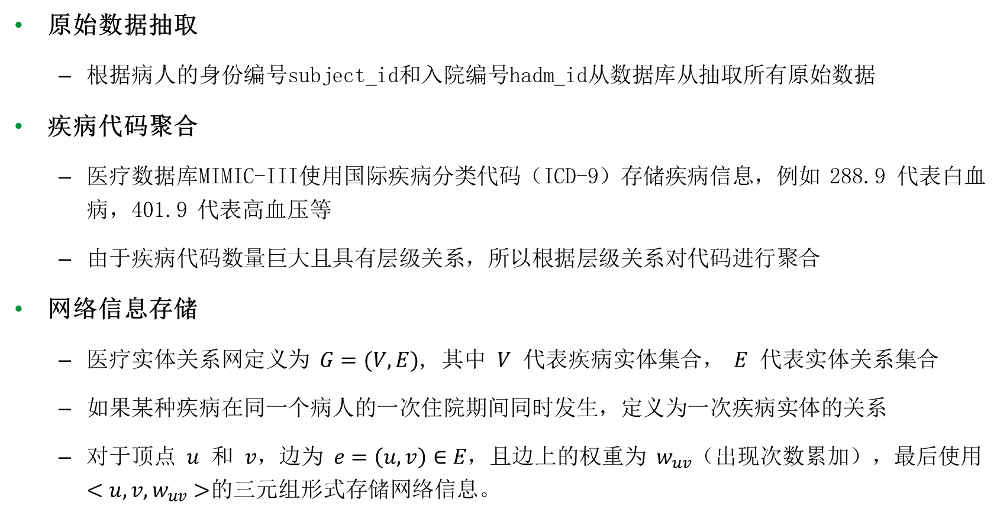 • 原始数据抽取
– 根据病人的身份编号subject_id和入院编号hadm_id从数据库从抽取所有原始数据
• 疾病代码聚合
– 医疗数据库MIMIC-III使用国际疾病分类代码（ICD-9）存储疾病信息，例如 288.9 代表白血
病，401.9 代表高血压等
– 由于疾病代码数量巨大且具有层级关系，所以根据层级关系对代码进行聚合
• 网络信息存储
– 医疗实体关系网定义为 G = (V, E)，其中 V 代表疾病实体集合， E 代表实体关系集合
– 如果某种疾病在同一个病人的一次住院期间同时发生，定义为一次疾病实体的关系
– 对于顶点 u 和 v，边为 e = (u, v) ∈ E，且边上的权重为 w_{uv}（出现次数累加），最后使用
< u, v, w_{uv} >的三元组形式存储网络信息。